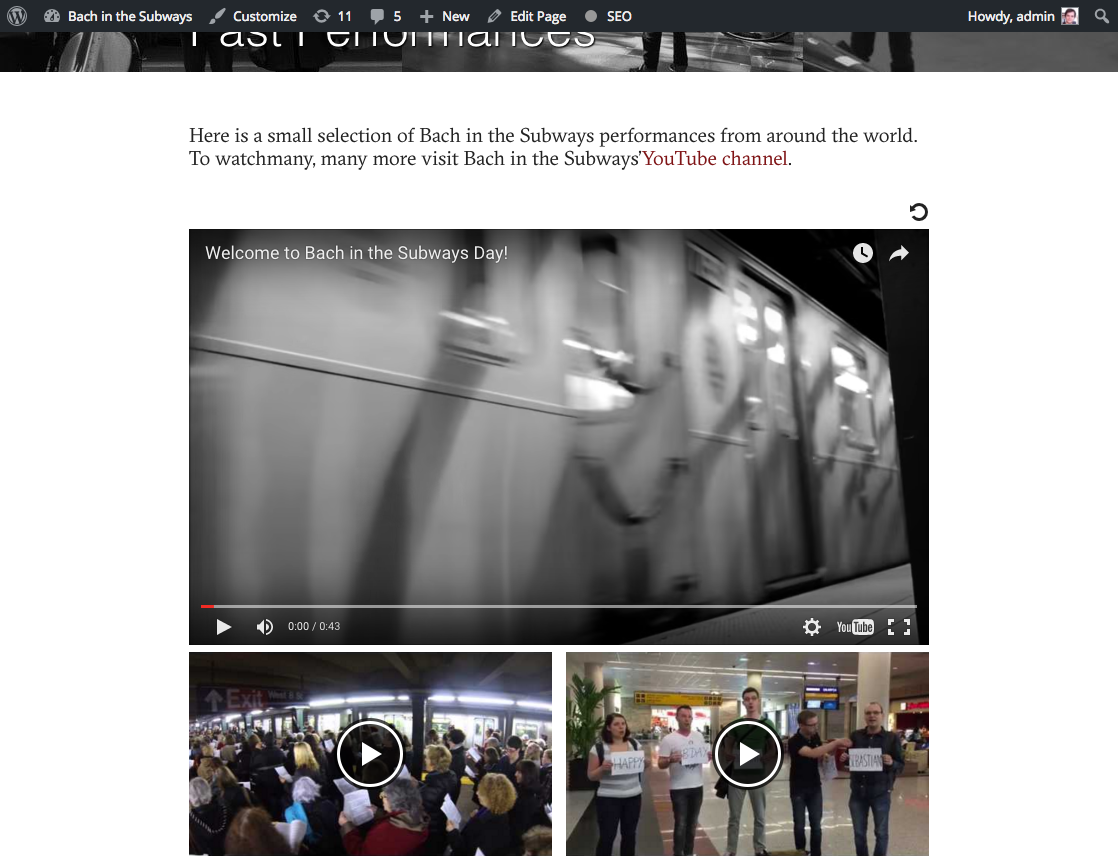 Bach in the Subways Customize 11 5 New Edit Page SEO Howdy, admin
Past Performances
Here is a small selection of Bach in the Subways performances from around the world.
To watchmany, many more visit Bach in the Subways’YouTube channel.
Welcome to Bach in the Subways Day!
0:00 / 0:43
YouTube
Exit
HAPPY